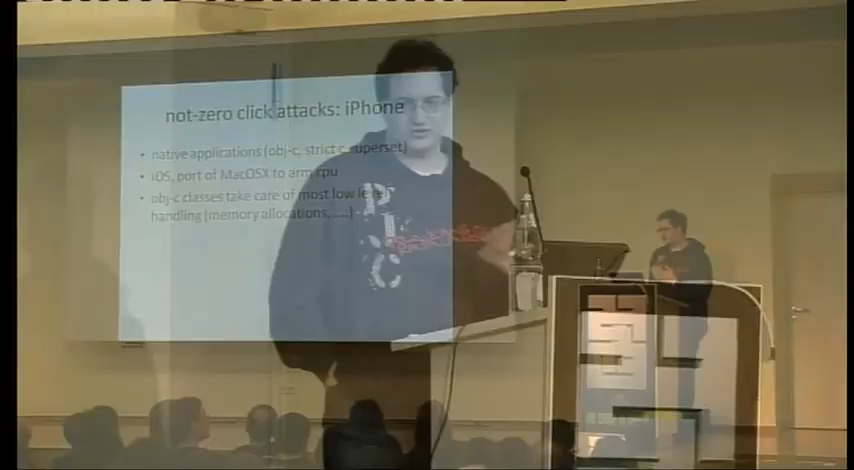 not-zero click attacks: iPhone
• native applications (obj-c, strict c superset)
• iOS, port of MacOSX to arm cpu
• obj-c classes take care of most low level
handling (memory allocations, ....)